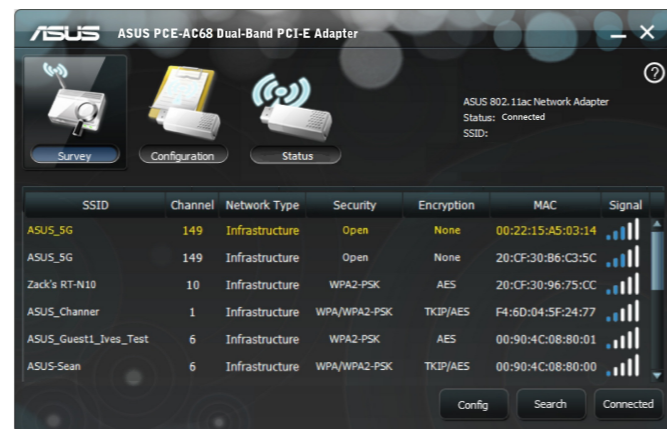 ASUS ASUS PCE-AC68 Dual-Band PCI-E Adapter
ASUS 802.11ac Network Adapter
Status: Connected
SSID:
Survey Configuration Status
SSID Channel Network Type Security Encryption MAC Signal
ASUS_5G 149 Infrastructure Open None 00:22:15:A5:03:14
ASUS_5G 149 Infrastructure Open None 20:CF:30:B6:C3:5C
Zack's RT-N10 10 Infrastructure WPA2-PSK AES 20:CF:30:96:75:CC
ASUS_Channer 1 Infrastructure WPA/WPA2-PSK TKIP/AES F4:6D:04:5F:24:77
ASUS_Guest1_Ives_Test 6 Infrastructure WPA2-PSK AES 00:90:4C:08:80:01
ASUS-Sean 6 Infrastructure WPA/WPA2-PSK TKIP/AES 00:90:4C:08:80:00
Config Search Connected